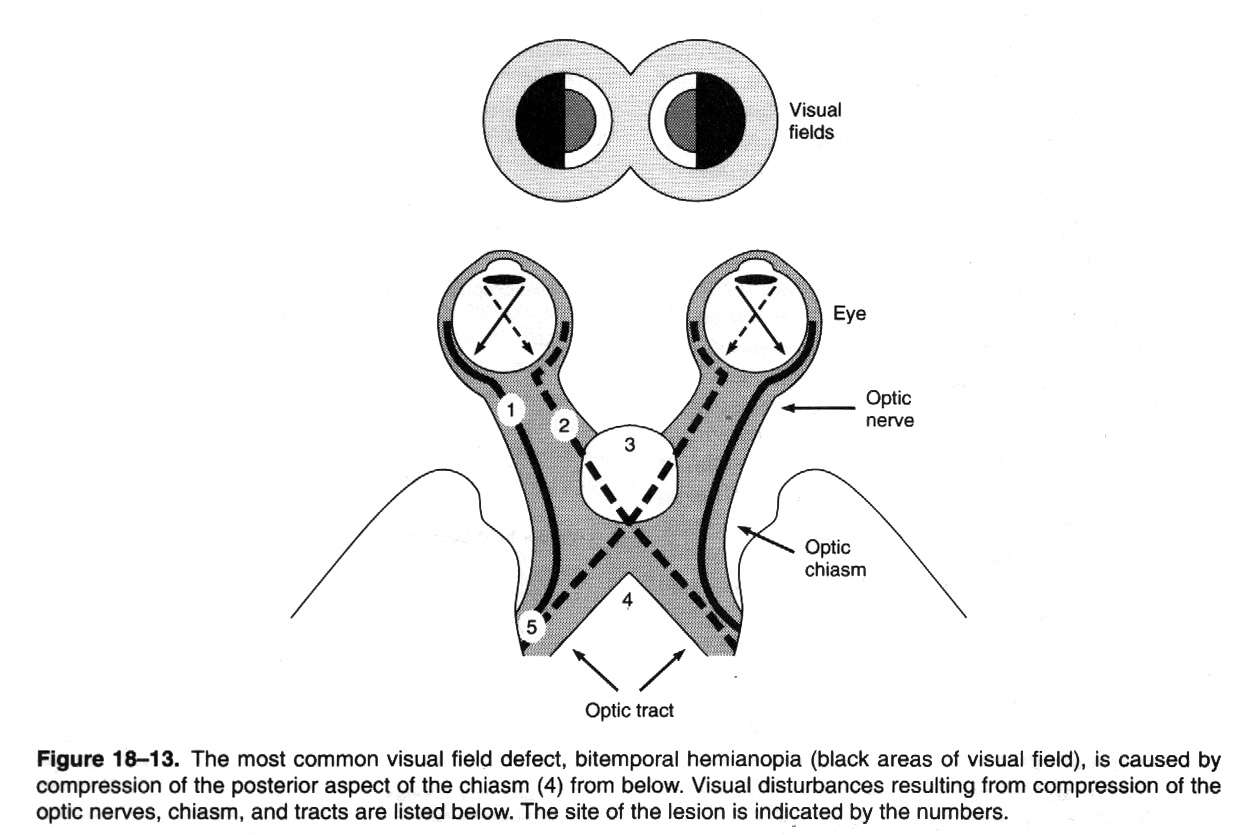 Visual
fields
Eye
Optic
nerve
1
2
3
Optic
chiasm
4
5
Optic tract
Figure 18–13. The most common visual field defect, bitemporal hemianopia (black areas of visual field), is caused by
compression of the posterior aspect of the chiasm (4) from below. Visual disturbances resulting from compression of the
optic nerves, chiasm, and tracts are listed below. The site of the lesion is indicated by the numbers.